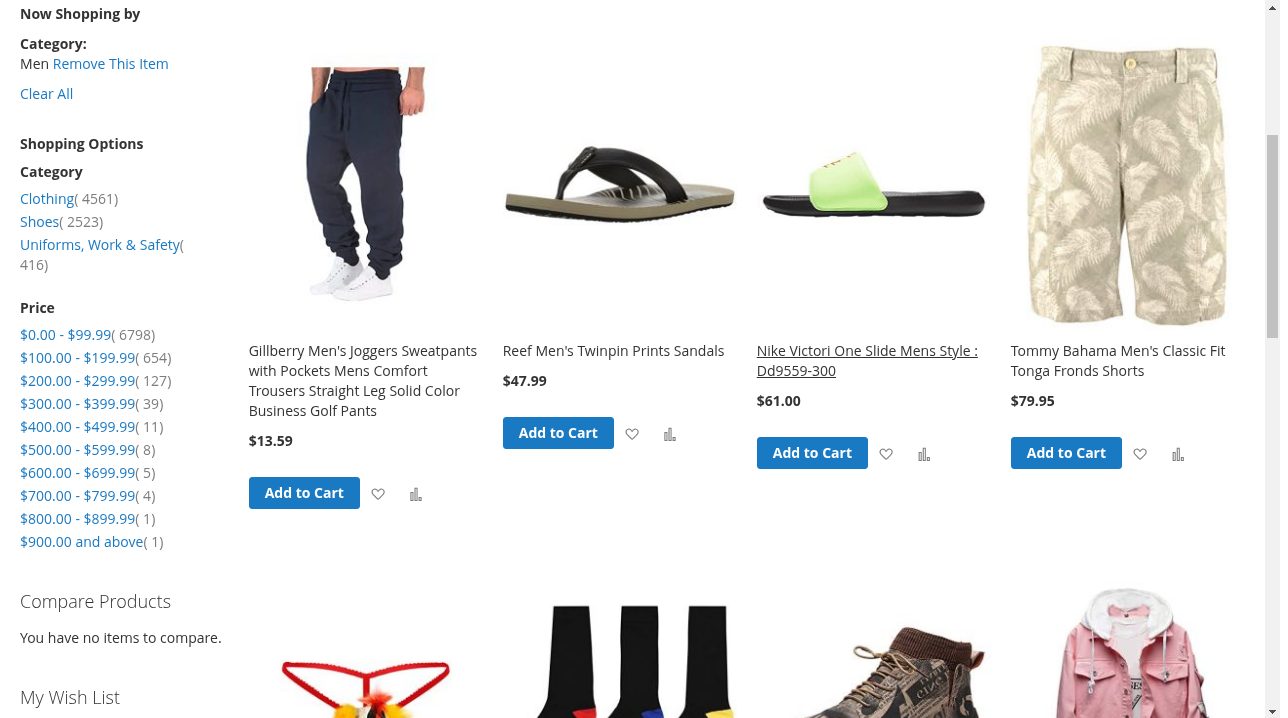 Now Shopping by
Category:
Men Remove This Item
Clear All
Shopping Options
Category
Clothing( 4561)
Shoes( 2523)
Uniforms, Work & Safety(
416)
Price
$0.00 - $99.99( 6798)
$100.00 - $199.99( 654)
$200.00 - $299.99( 127)
$300.00 - $399.99( 39)
$400.00 - $499.99( 11)
$500.00 - $599.99( 8)
$600.00 - $699.99( 5)
$700.00 - $799.99( 4)
$800.00 - $899.99( 1)
$900.00 and above( 1)
Compare Products
You have no items to compare.
My Wish List
Gillberry Men's Joggers Sweatpants
with Pockets Mens Comfort
Trousers Straight Leg Solid Color
Business Golf Pants
$13.59
Add to Cart
Reef Men's Twinpin Prints Sandals
$47.99
Add to Cart
Nike Victori One Slide Mens Style :
Dd9559-300
$61.00
Add to Cart
Tommy Bahama Men's Classic Fit
Tonga Fronds Shorts
$79.95
Add to Cart